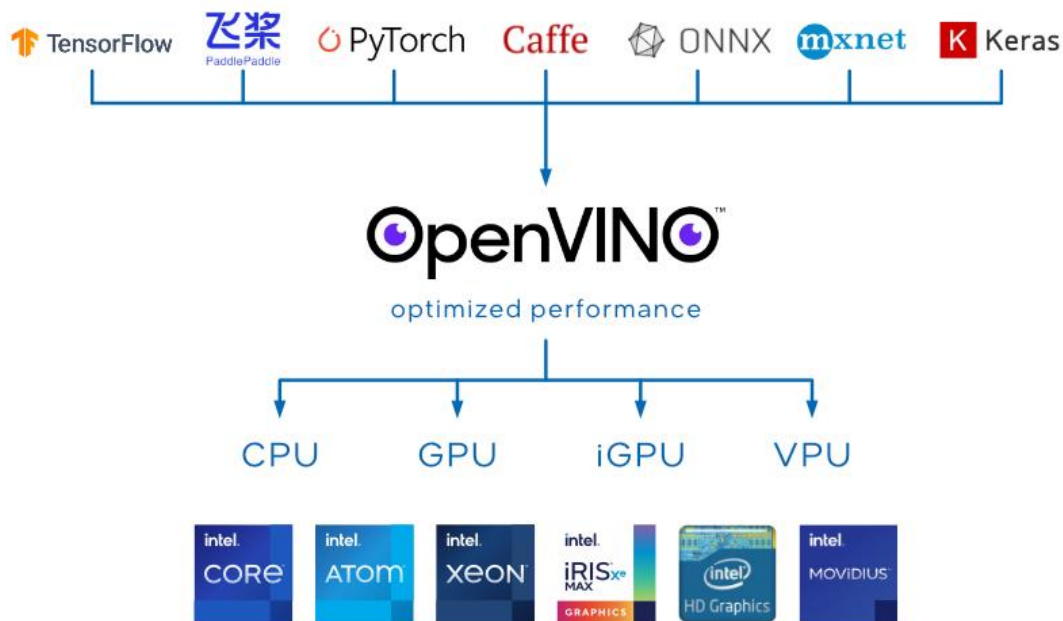 TensorFlow
飞桨
PaddlePaddle
PyTorch
Caffe
ONNX
mxnet
K Keras
OpenVINO™
optimized performance
CPU GPU iGPU VPU
intel.
CORE
intel.
ATOM
intel.
XEON
intel.
iRIS Xe
MAX
GRAPHICS
intel
HD Graphics
intel.
MOVIDIUS